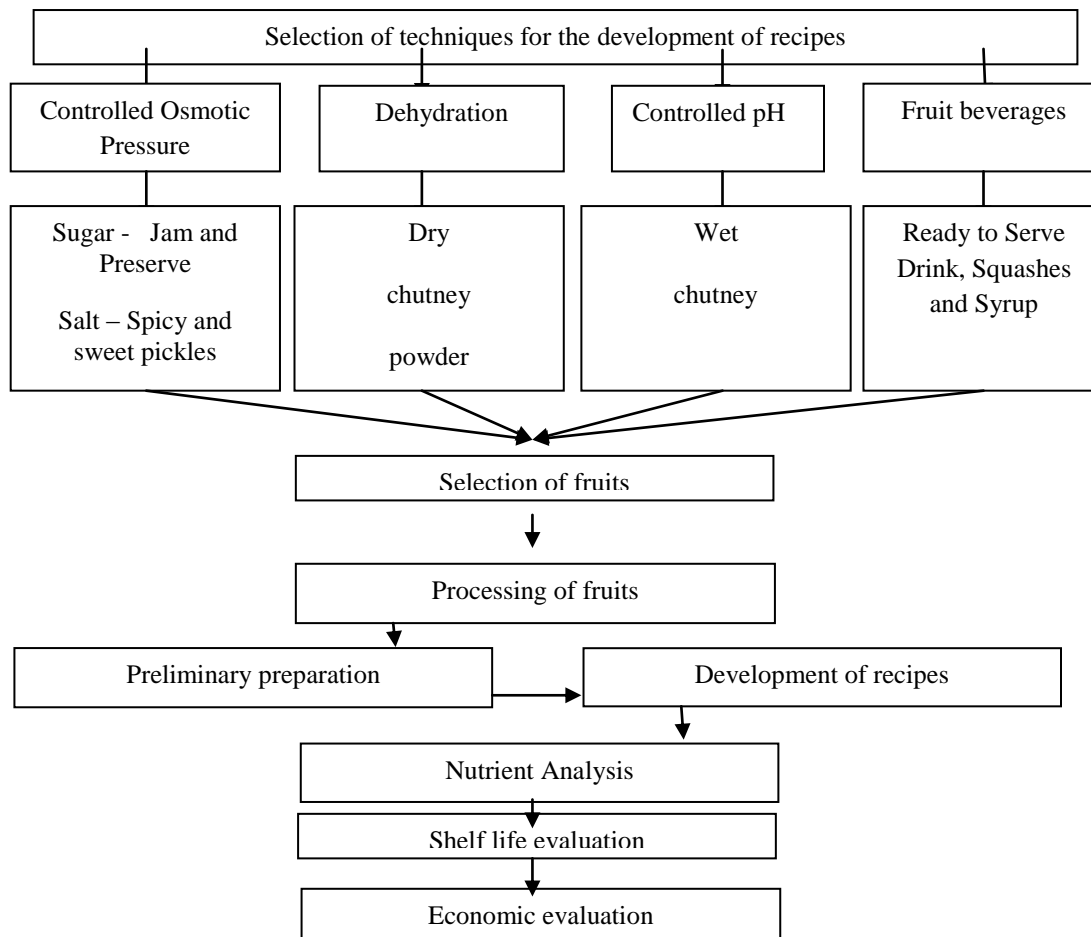 Selection of techniques for the development of recipes
Controlled Osmotic
Pressure
Dehydration
Controlled pH
Fruit beverages
Sugar -   Jam and
Preserve
Salt – Spicy and
sweet pickles
Dry
chutney
powder
Wet
chutney
Ready to Serve
Drink, Squashes
and Syrup
Selection of fruits
Processing of fruits
Preliminary preparation
Development of recipes
Nutrient Analysis
Shelf life evaluation
Economic evaluation